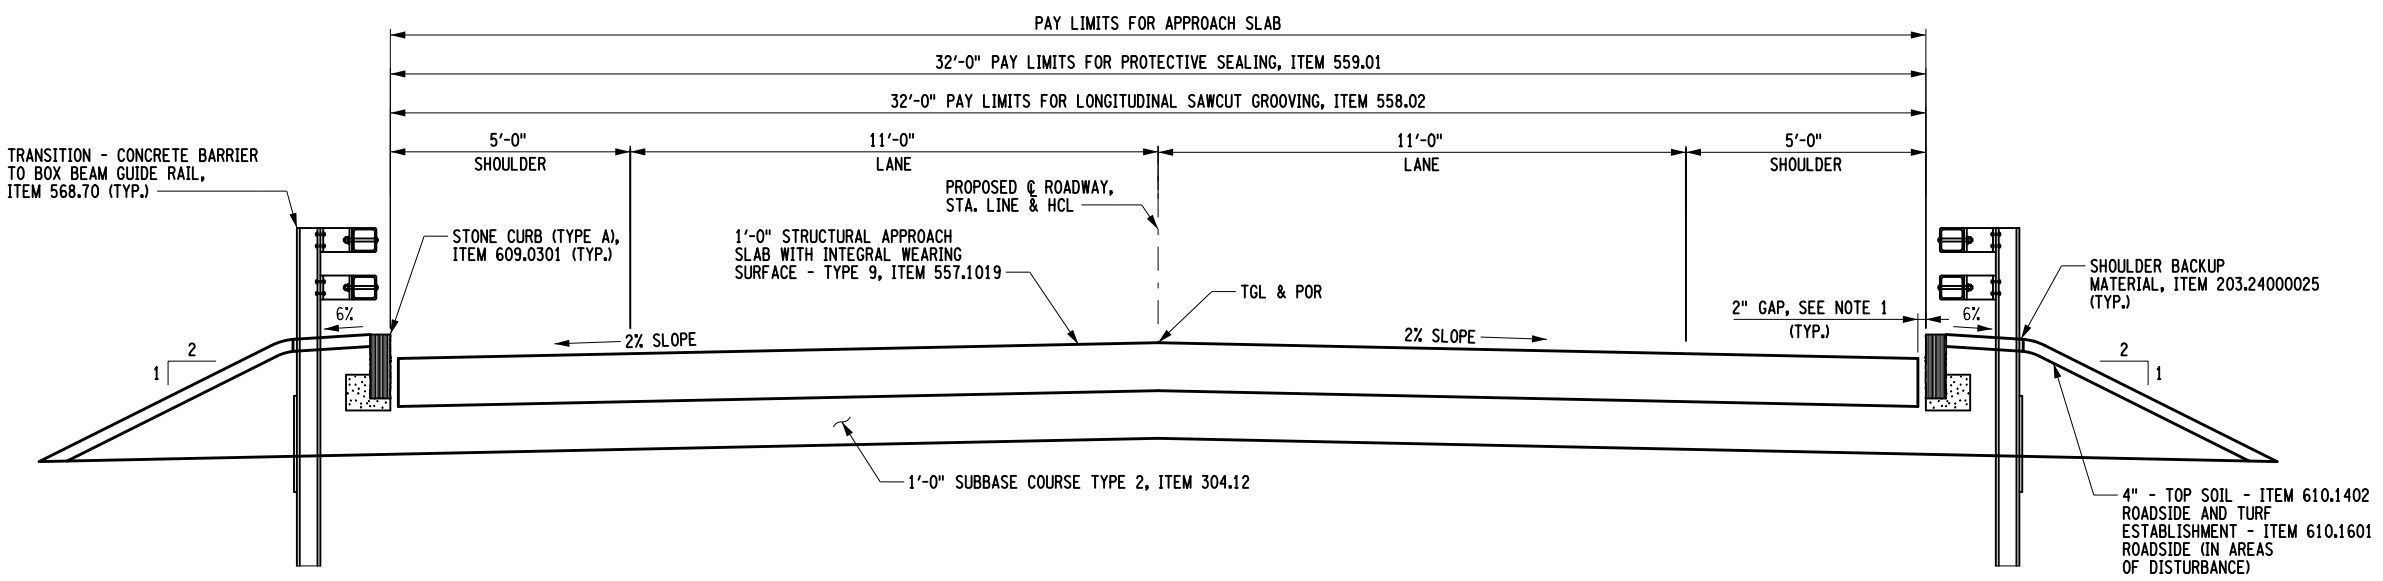 PAY LIMITS FOR APPROACH SLAB
32'-0" PAY LIMITS FOR PROTECTIVE SEALING, ITEM 559.01
32'-0" PAY LIMITS FOR LONGITUDINAL SAWCUT GROOVING, ITEM 558.02
5'-0"
SHOULDER
11'-0"
LANE
11'-0"
LANE
5'-0"
SHOULDER
TRANSITION - CONCRETE BARRIER
TO BOX BEAM GUIDE RAIL,
ITEM 568.70 (TYP.)
PROPOSED ℄ ROADWAY,
STA. LINE & HCL
STONE CURB (TYPE A),
ITEM 609.0301 (TYP.)
1'-0" STRUCTURAL APPROACH
SLAB WITH INTEGRAL WEARING
SURFACE - TYPE 9, ITEM 557.1019
TGL & POR
SHOULDER BACKUP
MATERIAL, ITEM 203.24000025
(TYP.)
2" GAP, SEE NOTE 1
(TYP.)
6%
6%
2% SLOPE
2% SLOPE
2
1
2
1
1'-0" SUBBASE COURSE TYPE 2, ITEM 304.12
4" - TOP SOIL - ITEM 610.1402
ROADSIDE AND TURF
ESTABLISHMENT - ITEM 610.1601
ROADSIDE (IN AREAS
OF DISTURBANCE)